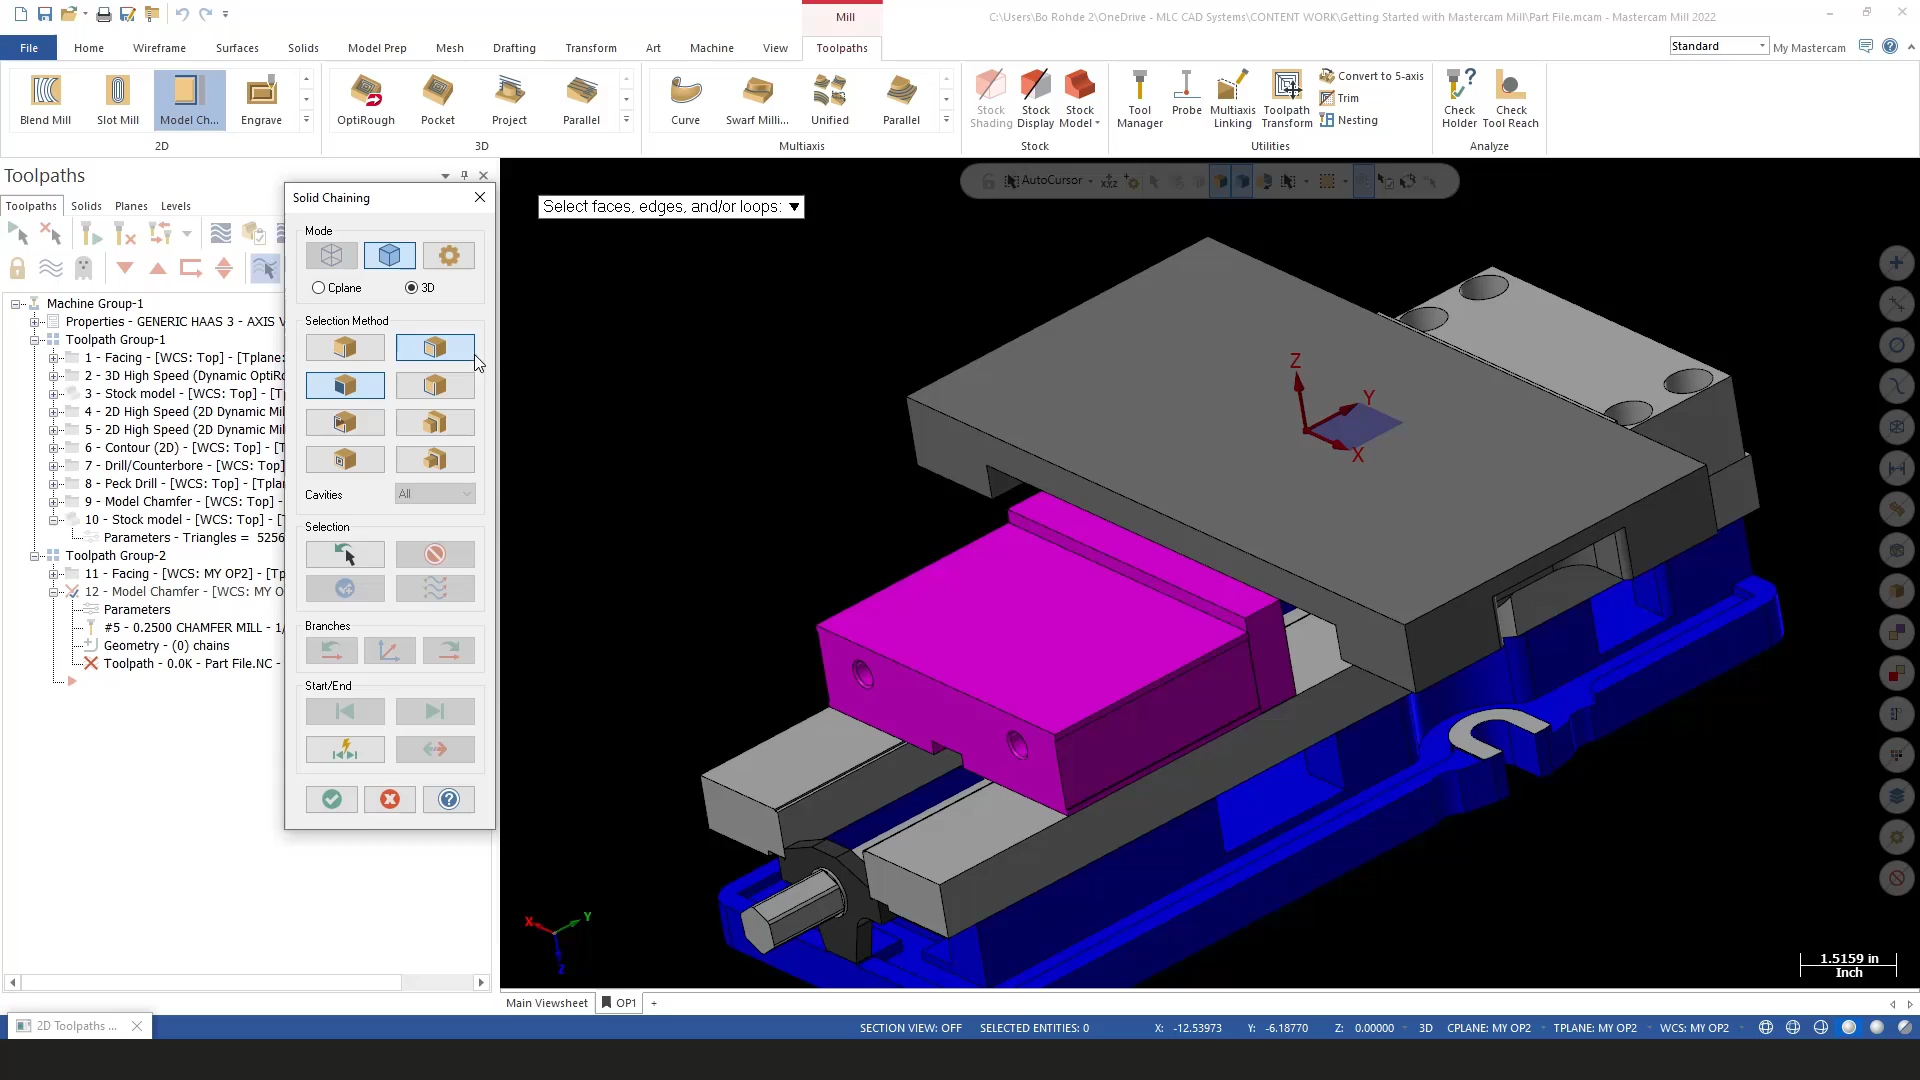 Mill
C:\Users\Bo Rohde 2\OneDrive - MLC CAD Systems\CONTENT WORK\Getting Started with Mastercam Mill\Part File.mcam - Mastercam Mill 2022
File
Home
Wireframe
Surfaces
Solids
Model Prep
Mesh
Drafting
Transform
Art
Machine
View
Toolpaths
Standard
My Mastercam
Blend Mill
Slot Mill
Model Ch...
Engrave
2D
OptiRough
Pocket
Project
Parallel
3D
Curve
Swarf Milli...
Unified
Parallel
Multiaxis
Stock Shading
Stock Display
Stock Model
Stock
Tool Manager
Probe
Multiaxis Linking
Toolpath Transform
Convert to 5-axis
Trim
Nesting
Utilities
Check Holder
Check Tool Reach
Analyze
Toolpaths
Toolpaths
Solids
Planes
Levels
Machine Group-1
Properties - GENERIC HAAS 3 - AXIS V
Toolpath Group-1
1 - Facing - [WCS: Top] - [Tplane:
2 - 3D High Speed (Dynamic OptiRo
3 - Stock model - [WCS: Top] - [T
4 - 2D High Speed (2D Dynamic Mil
5 - 2D High Speed (2D Dynamic Mil
6 - Contour (2D) - [WCS: Top] - [T
7 - Drill/Counterbore - [WCS: Top]
8 - Peck Drill - [WCS: Top] - [Tplan
9 - Model Chamfer - [WCS: Top] -
10 - Stock model - [WCS: Top] - [T
Parameters - Triangles = 5256
Toolpath Group-2
11 - Facing - [WCS: MY OP2] - [Tp
12 - Model Chamfer - [WCS: MY O
Parameters
#5 - 0.2500 CHAMFER MILL - 1/
Geometry - (0) chains
Toolpath - 0.0K - Part File.NC -
Solid Chaining
Mode
Cplane
3D
Selection Method
Cavities
All
Selection
Branches
Start/End
Select faces, edges, and/or loops:
AutoCursor
Z
Y
X
X
Y
Z
1.5159 in
Inch
Main Viewsheet
OP1
+
2D Toolpaths ...
SECTION VIEW: OFF
SELECTED ENTITIES: 0
X: -12.53973
Y: -6.18770
Z: 0.00000
3D
CPLANE: MY OP2
TPLANE: MY OP2
WCS: MY OP2